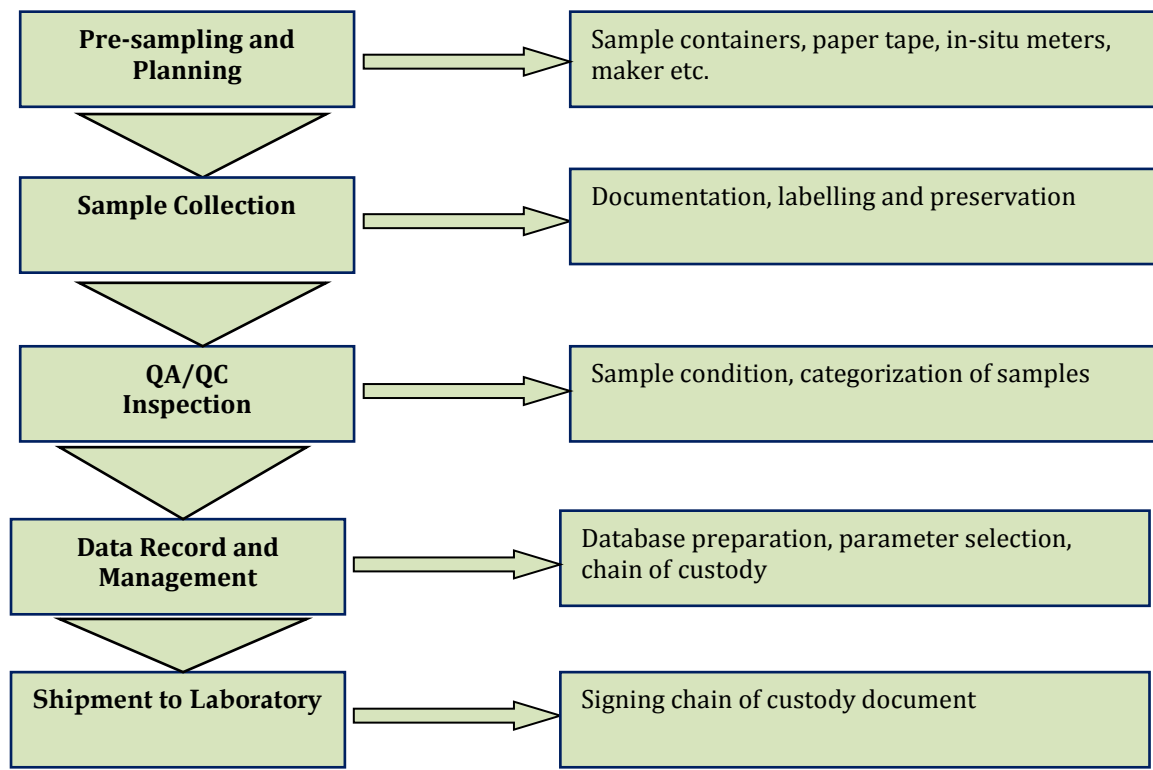 Pre-sampling and
Planning
Sample containers, paper tape, in-situ meters,
maker etc.
Sample Collection
Documentation, labelling and preservation
QA/QC
Inspection
Sample condition, categorization of samples
Data Record and
Management
Database preparation, parameter selection,
chain of custody
Shipment to Laboratory
Signing chain of custody document